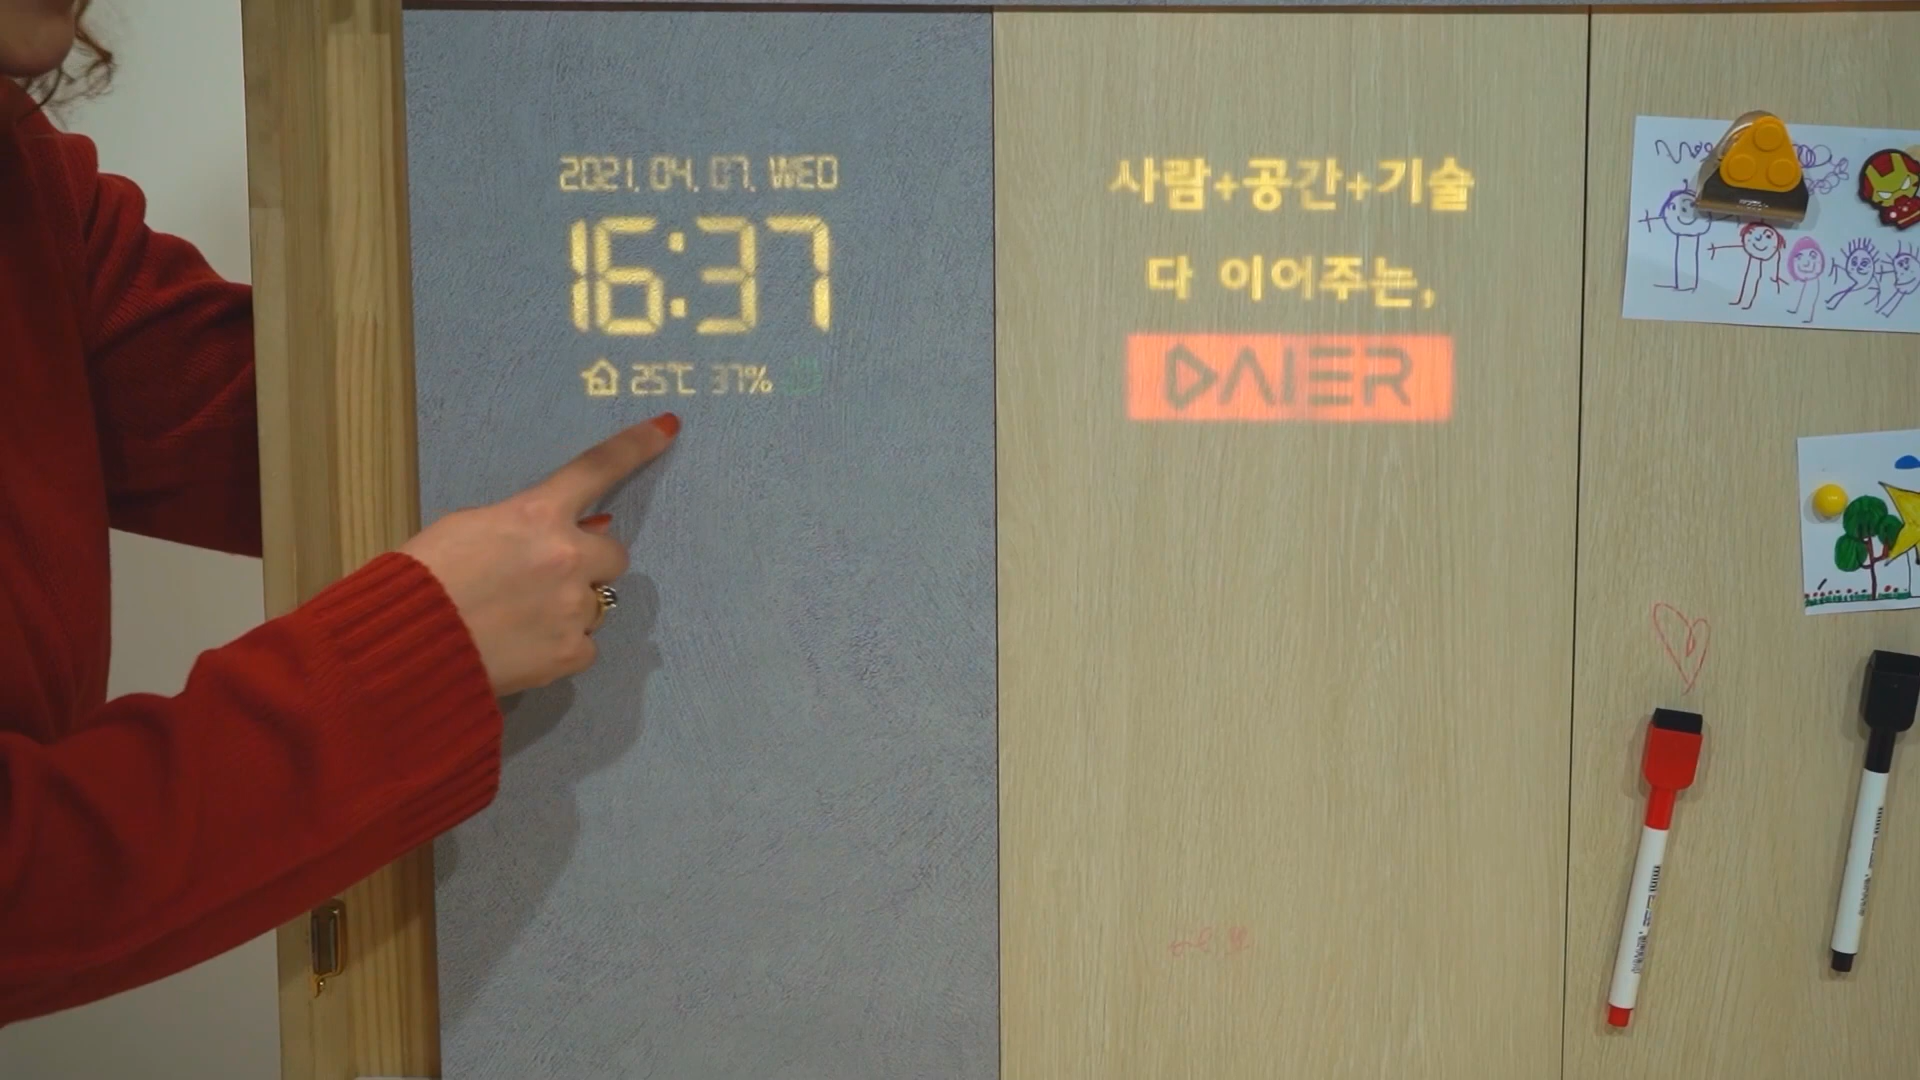 2021. 04. 07. WED
16:37
25℃ 37%
사람+공간+기술
다 이어주는,
DAIER